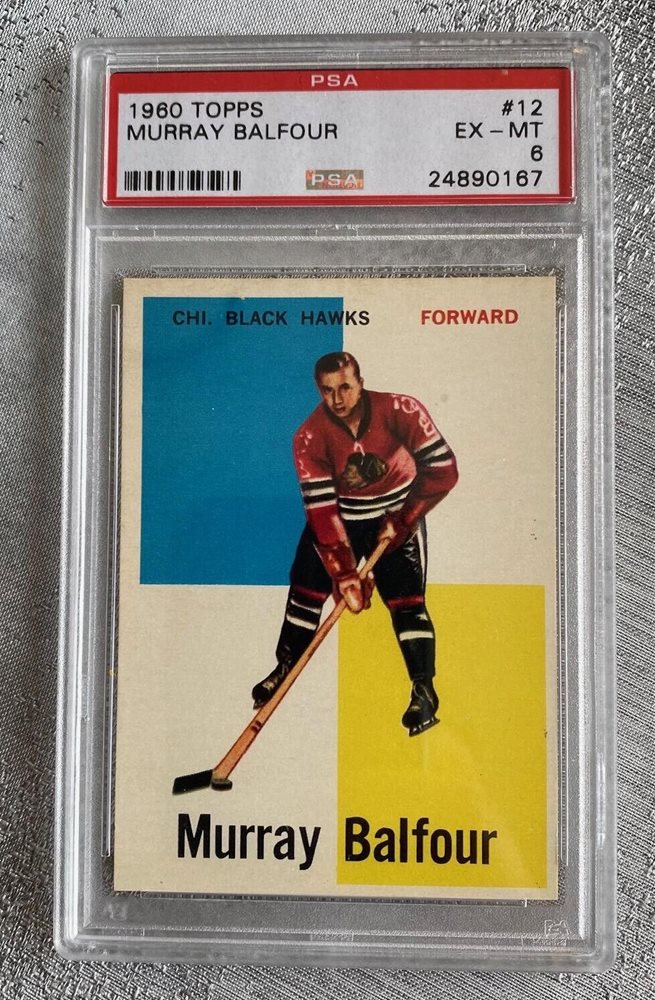 PSA
1960 TOPPS #12
MURRAY BALFOUR EX - MT
6
PSA 24890167
CHI. BLACK HAWKS FORWARD
Murray Balfour